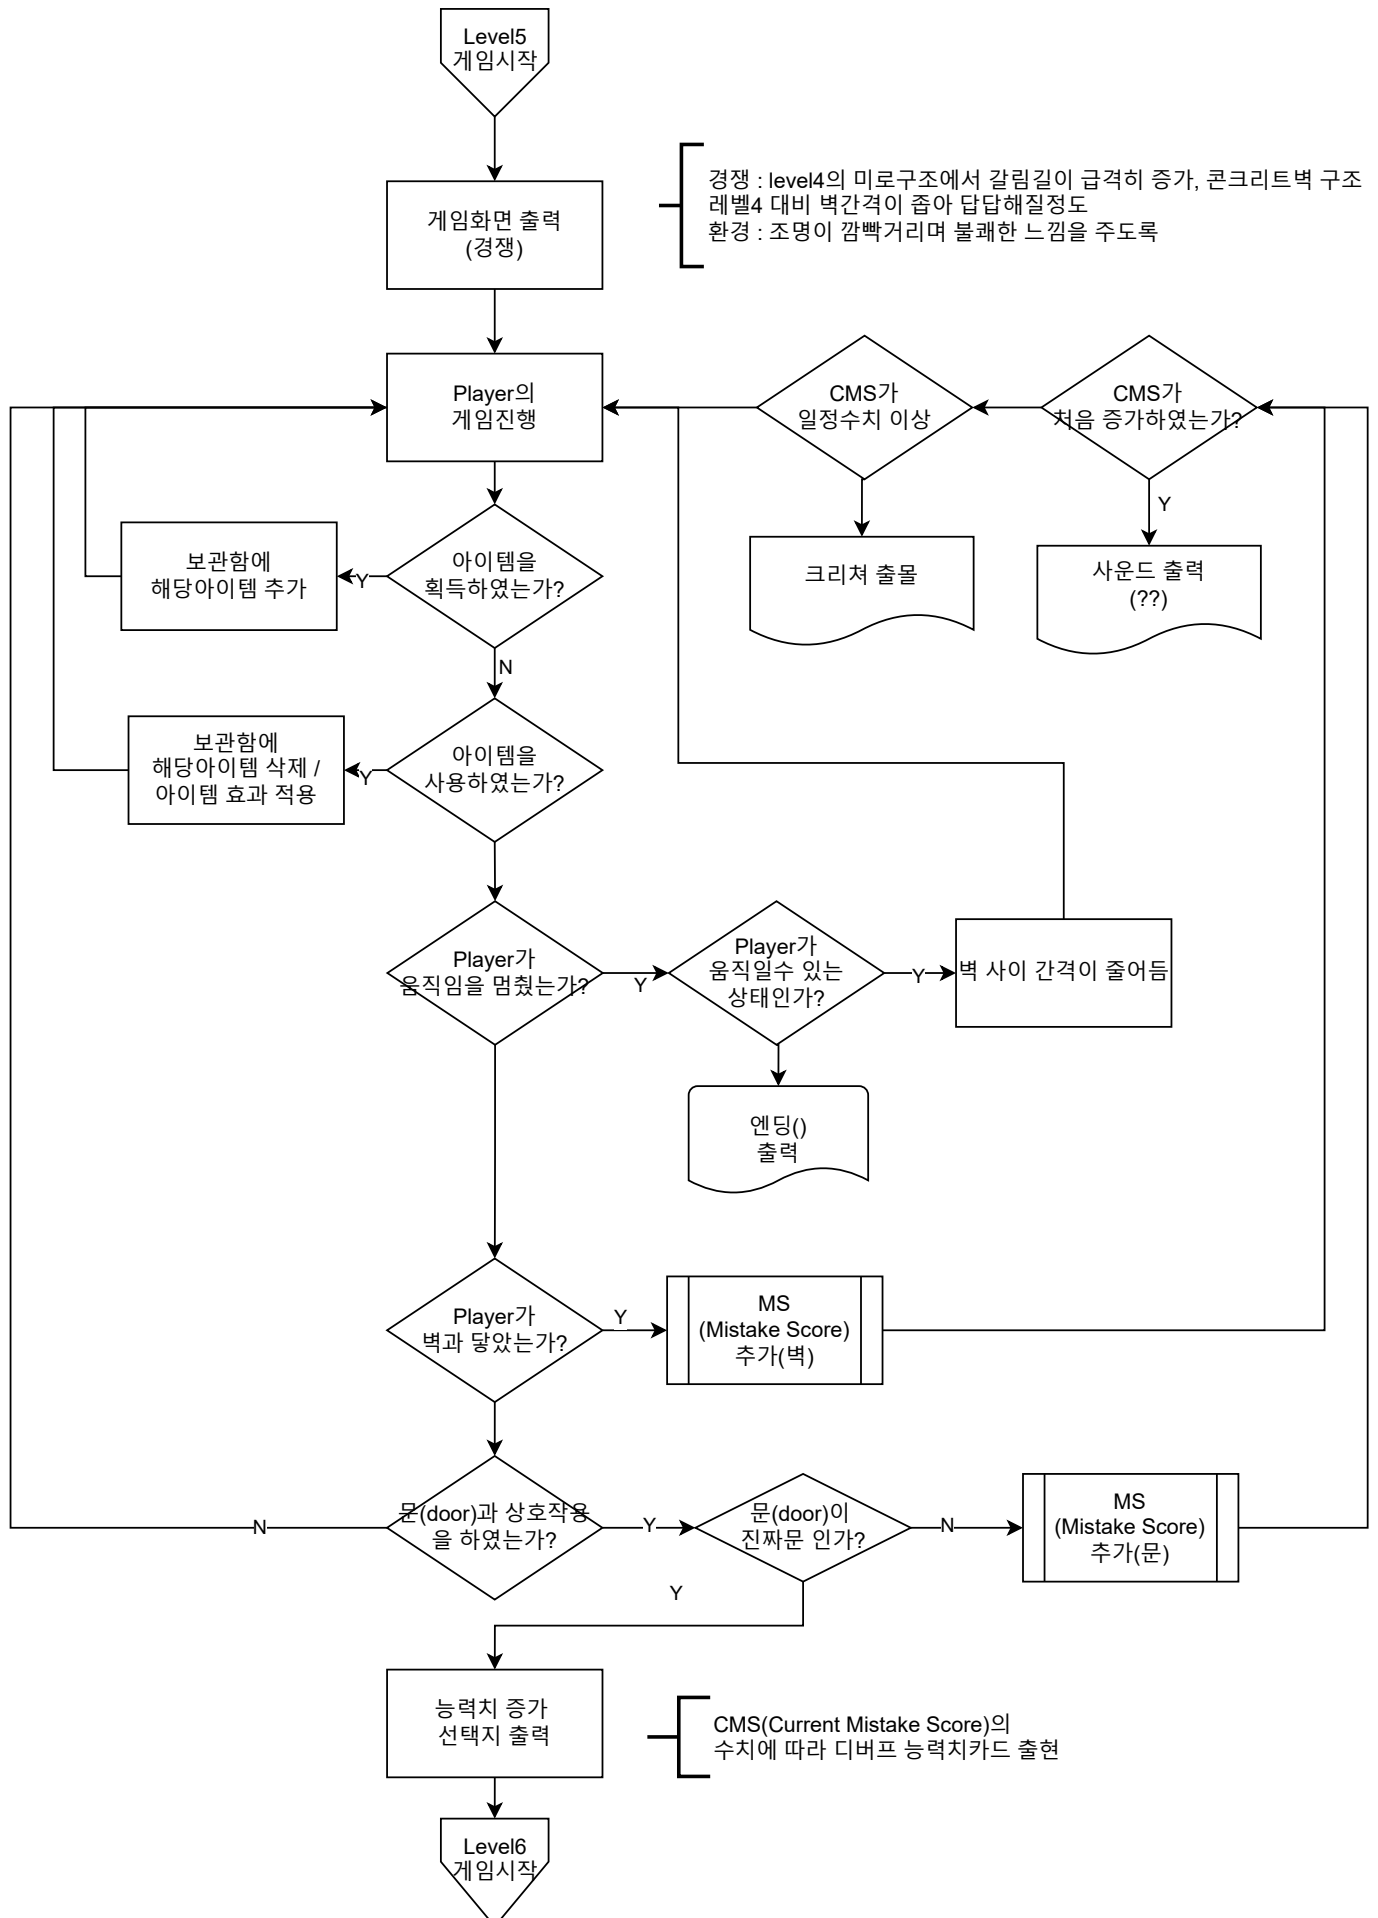 Level5
게임시작
게임화면 출력
(경쟁)
경쟁 : level4의 미로구조에서 갈림길이 급격히 증가, 콘크리트벽 구조
레벨4 대비 벽간격이 좁아 답답해질정도
환경 : 조명이 깜빡거리며 불쾌한 느낌을 주도록
Player의
게임진행
CMS가
일정수치 이상
CMS가
처음 증가하였는가?
Y
크리쳐 출몰
사운드 출력
(??)
아이템을
획득하였는가?
Y
보관함에
해당아이템 추가
N
아이템을
사용하였는가?
Y
보관함에
해당아이템 삭제 /
아이템 효과 적용
Player가
움직임을 멈췄는가?
Y
Player가
움직일수 있는
상태인가?
Y
벽 사이 간격이 줄어듬
엔딩()
출력
Player가
벽과 닿았는가?
Y
MS
(Mistake Score)
추가(벽)
문(door)과 상호작용
을 하였는가?
N
Y
문(door)이
진짜문 인가?
N
MS
(Mistake Score)
추가(문)
Y
능력치 증가
선택지 출력
CMS(Current Mistake Score)의
수치에 따라 디버프 능력치카드 출현
Level6
게임시작